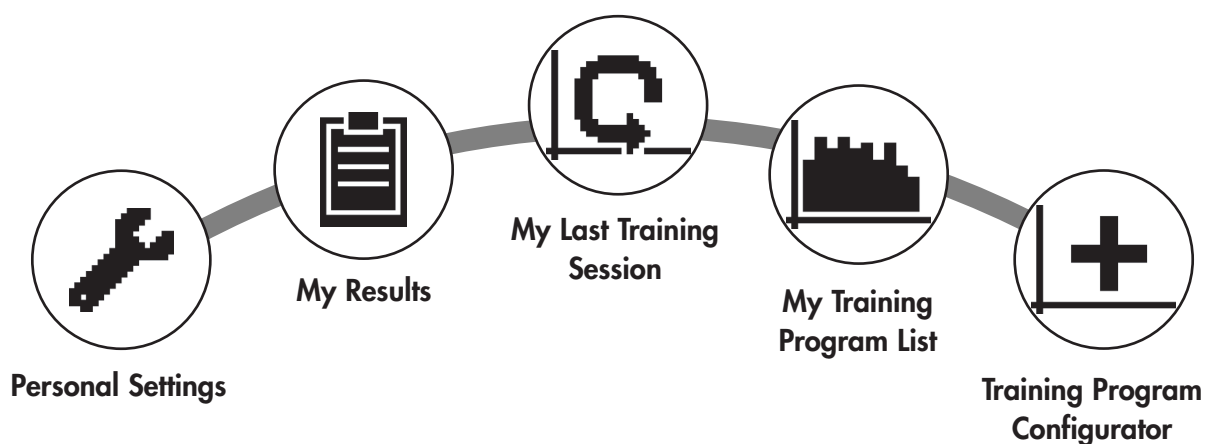 Personal Settings
My Results
My Last Training
Session
My Training
Program List
Training Program
Configurator